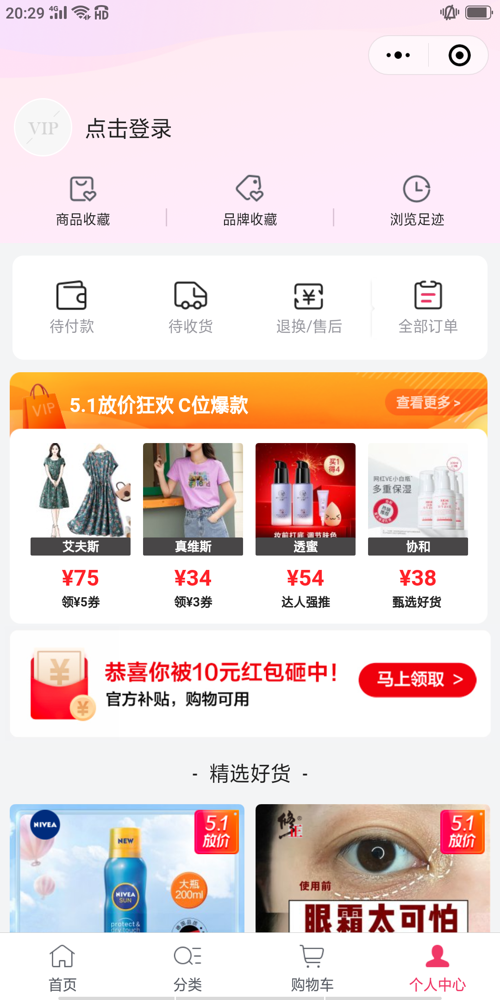 20:29 4G HD
VIP
点击登录
商品收藏 品牌收藏 浏览足迹
待付款 待收货 退换/售后 全部订单
VIP 5.1放价狂欢 C位爆款 查看更多 >
买1
得4
网红VE小白瓶
多重保湿
热销
推荐
妆前打底 调节肤色
艾夫斯 真维斯 透蜜 协和
¥75 ¥34 ¥54 ¥38
领¥5券 领¥3券 达人强推 甄选好货
恭喜你被10元红包砸中!
官方补贴，购物可用
马上领取 >
- 精选好货 -
NIVEA
5.1
放价
NEW
大瓶
200ml
NIVEA
SUN
protect&
dry touch
德国品质
修正®
5.1
放价
使用前
眼霜太可怕
首页 分类 购物车 个人中心